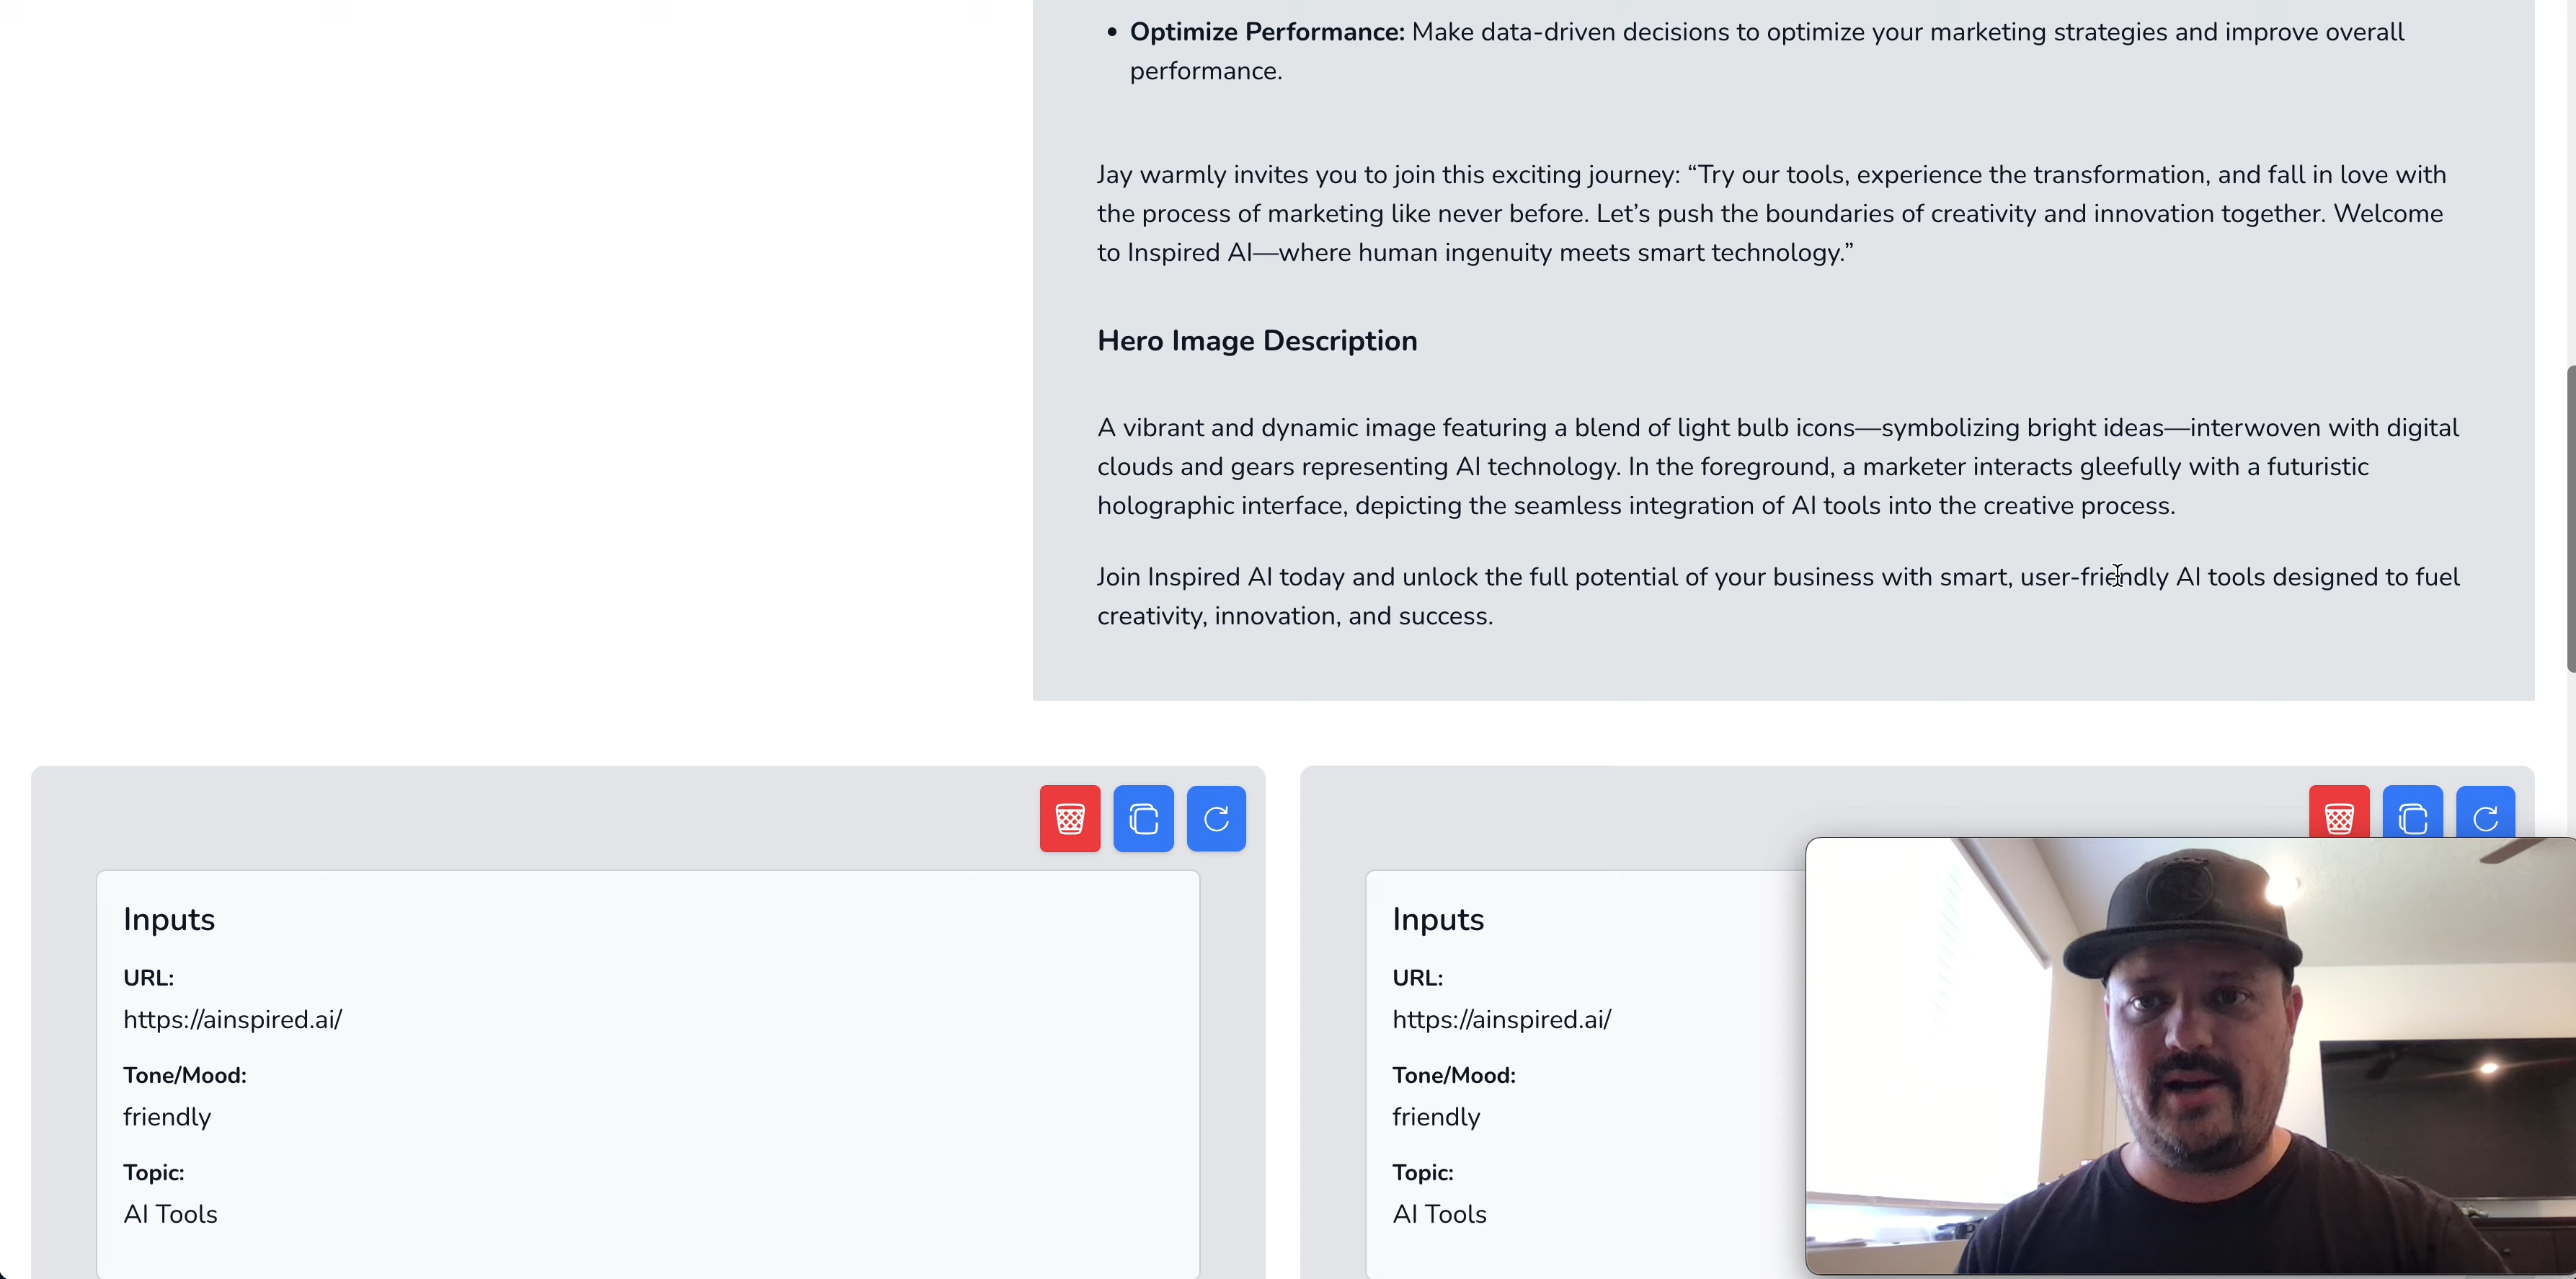 Optimize Performance: Make data-driven decisions to optimize your marketing strategies and improve overall
performance.
Jay warmly invites you to join this exciting journey: “Try our tools, experience the transformation, and fall in love with
the process of marketing like never before. Let’s push the boundaries of creativity and innovation together. Welcome
to Inspired AI—where human ingenuity meets smart technology.”
Hero Image Description
A vibrant and dynamic image featuring a blend of light bulb icons—symbolizing bright ideas—interwoven with digital
clouds and gears representing AI technology. In the foreground, a marketer interacts gleefully with a futuristic
holographic interface, depicting the seamless integration of AI tools into the creative process.
Join Inspired AI today and unlock the full potential of your business with smart, user-friendly AI tools designed to fuel
creativity, innovation, and success.
Inputs
URL:
https://ainspired.ai/
Tone/Mood:
friendly
Topic:
AI Tools
Inputs
URL:
https://ainspired.ai/
Tone/Mood:
friendly
Topic:
AI Tools